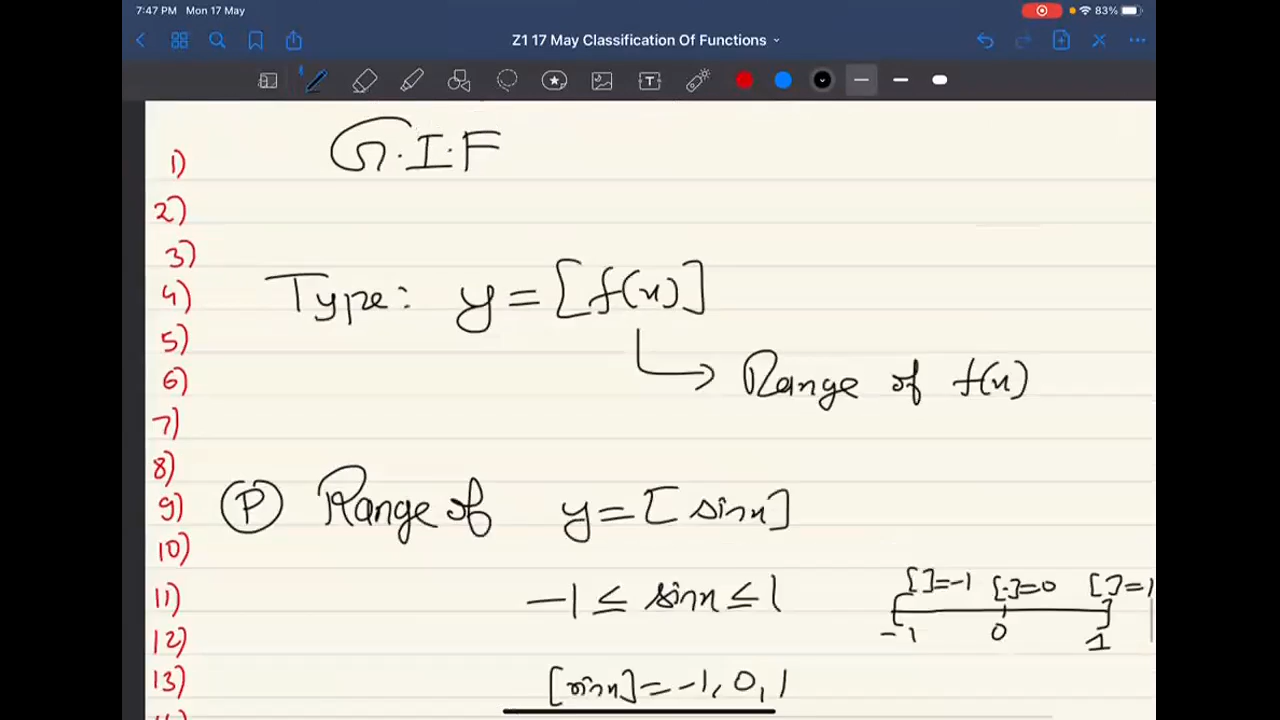 7:47 PM Mon 17 May
83%
Z1 17 May Classification Of Functions
T
G.I.F
1)
2)
3)
4) Type: y = [f(x)]
5)
6) Range of f(x)
7)
8)
9) P Range of y = [sinx]
10)
11) -1 ≤ sinx ≤ 1 []=-1 [.]=0 []=1
12) -1 0 1
13) [sinx] = -1, 0, 1